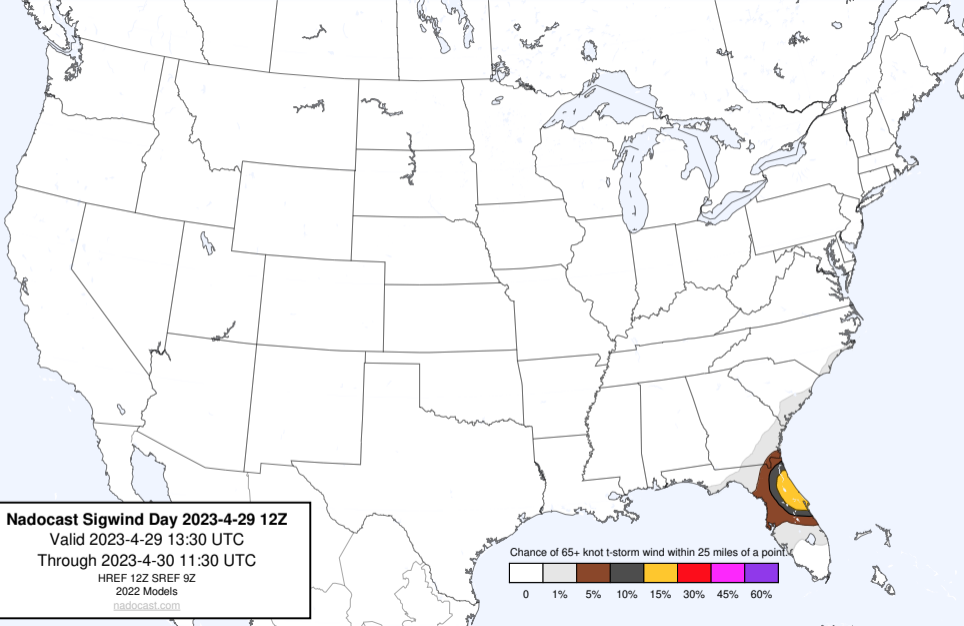 Nadocast Sigwind Day 2023-4-29 12Z
Valid 2023-4-29 13:30 UTC
Through 2023-4-30 11:30 UTC
HREF 12Z SREF 9Z
2022 Models
nadocast.com
Chance of 65+ knot t-storm wind within 25 miles of a point.
0 1% 5% 10% 15% 30% 45% 60%